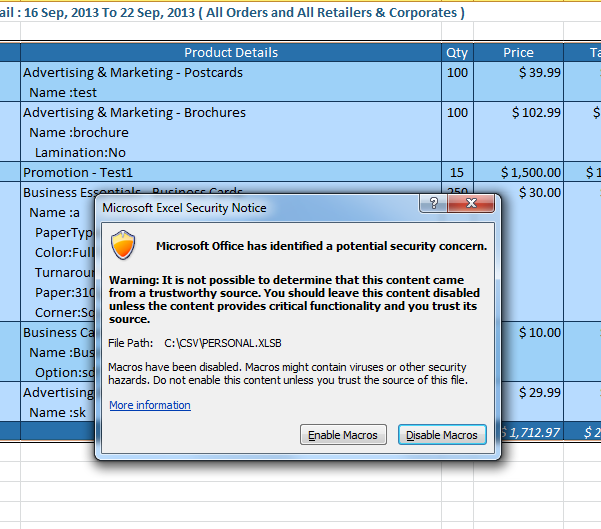 ail : 16 Sep, 2013 To 22 Sep, 2013 ( All Orders and All Retailers & Corporates )
Product Details Qty Price Ta
Advertising & Marketing - Postcards 100 $ 39.99
Name :test
Advertising & Marketing - Brochures 100 $ 102.99 $
Name :brochure
Lamination:No
Promotion - Test1 15 $ 1,500.00 $ 1
Business Essentials - Business Cards 250 $ 30.00
Name :a
PaperTyp
Color:Full
Turnarour
Paper:310
Corner:Sq
Business Ca $ 10.00
Name :Bus
Option:sd
Advertising $ 29.99
Name :sk
$ 1,712.97 $ 2
Microsoft Excel Security Notice
?
Microsoft Office has identified a potential security concern.
Warning: It is not possible to determine that this content came
from a trustworthy source. You should leave this content disabled
unless the content provides critical functionality and you trust its
source.
File Path: C:\CSV\PERSONAL.XLSB
Macros have been disabled. Macros might contain viruses or other security
hazards. Do not enable this content unless you trust the source of this file.
More information
Enable Macros Disable Macros